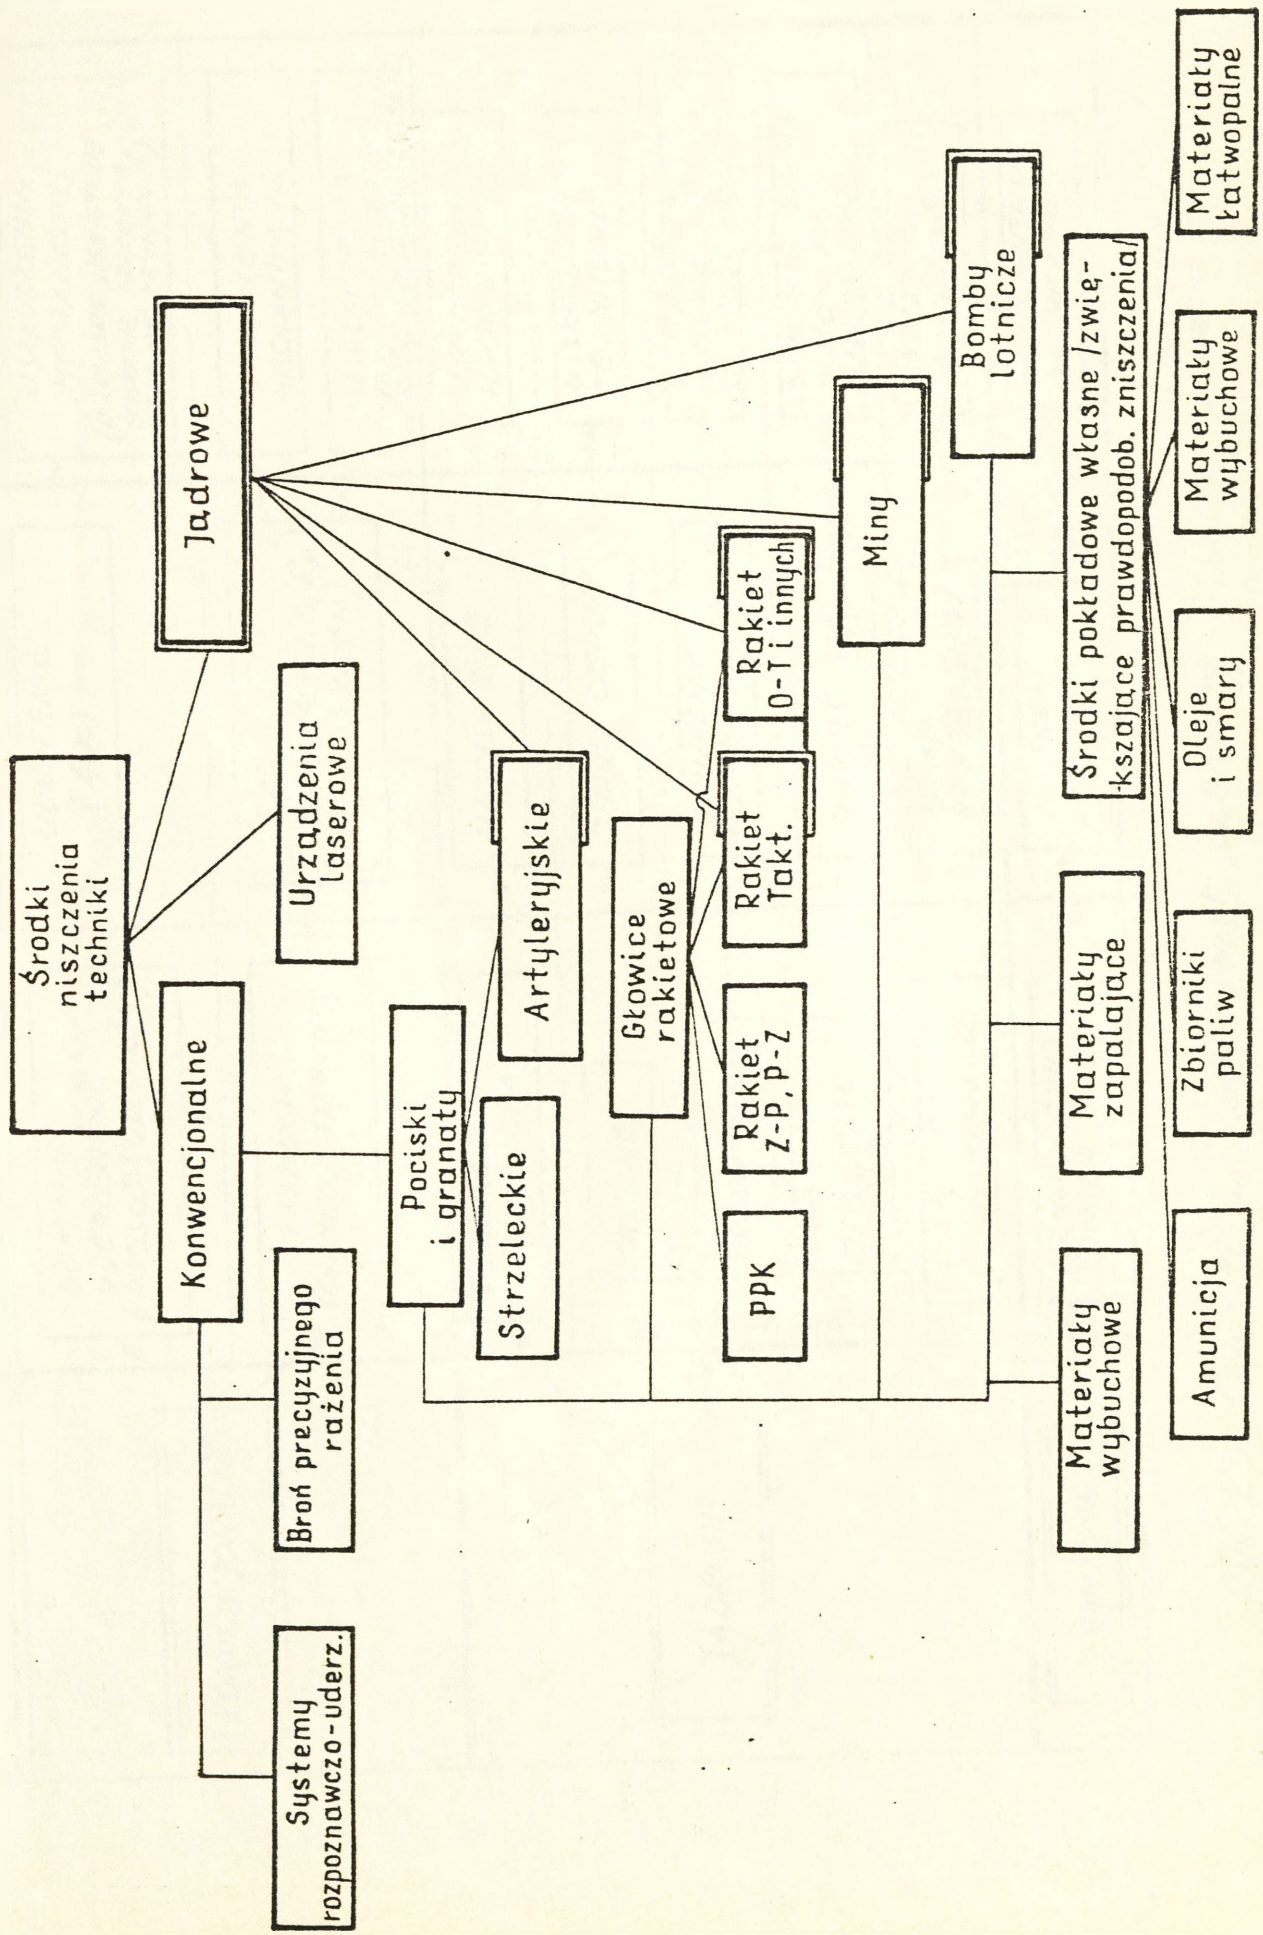 Środki
niszczenia
techniki
Konwencjonalne
Urządzenia
laserowe
Jądrowe
Systemy
rozpoznawczo-uderz.
Broń precyzyjnego
rażenia
Pociski
i granaty
Strzeleckie
Artyleryjskie
Głowice
rakietowe
PPK
Rakiet
Z-P, P-Z
Rakiet
Takt.
Rakiet
O-T i innych
Miny
Bomby
lotnicze
Materiały
wybuchowe
Materiały
zapalające
Środki pokładowe własne /zwię-
-kszające prawdopodob. zniszczenia/
Amunicja
Zbiorniki
paliw
Oleje
i smary
Materiały
wybuchowe
Materiały
łatwopalne